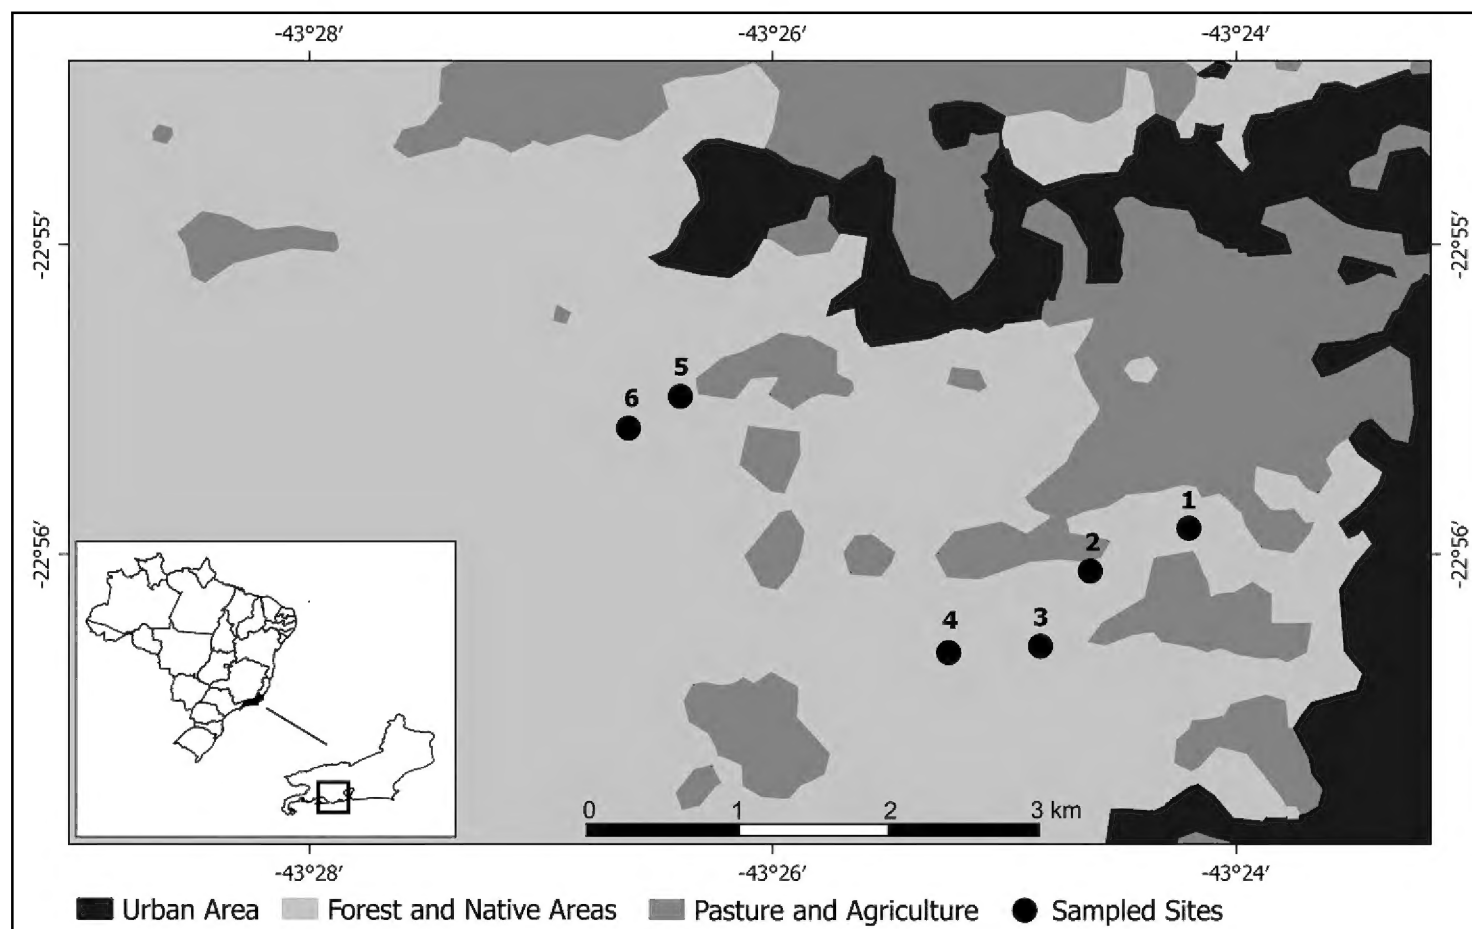 -43°28′ -43°26′ -43°24′
-22°55′ -22°55′
5
6
1
-22°56′ -22°56′
2
4 3
0 1 2 3 km
-43°28′ -43°26′ -43°24′
Urban Area Forest and Native Areas Pasture and Agriculture Sampled Sites